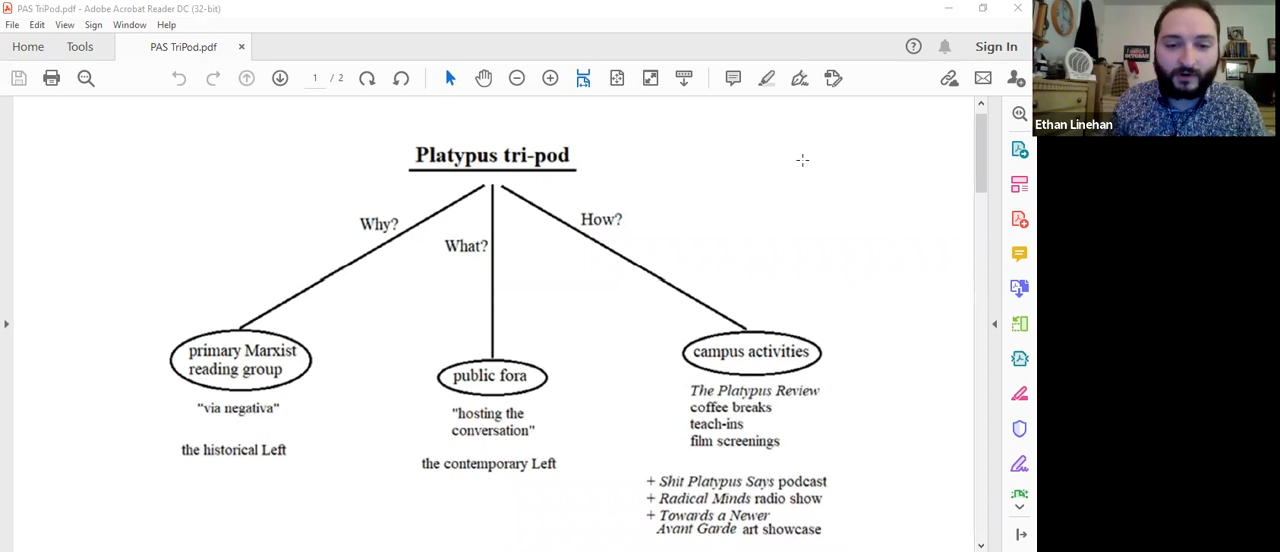 PAS TriPod.pdf - Adobe Acrobat Reader DC (32-bit)
File Edit View Sign Window Help
Home Tools PAS TriPod.pdf × Sign In
1 / 2
Ethan Linehan
Platypus tri-pod
Why?
What?
How?
primary Marxist
reading group
"via negativa"
the historical Left
public fora
"hosting the
conversation"
the contemporary Left
campus activities
The Platypus Review
coffee breaks
teach-ins
film screenings
+ Shit Platypus Says podcast
+ Radical Minds radio show
+ Towards a Newer
Avant Garde art showcase